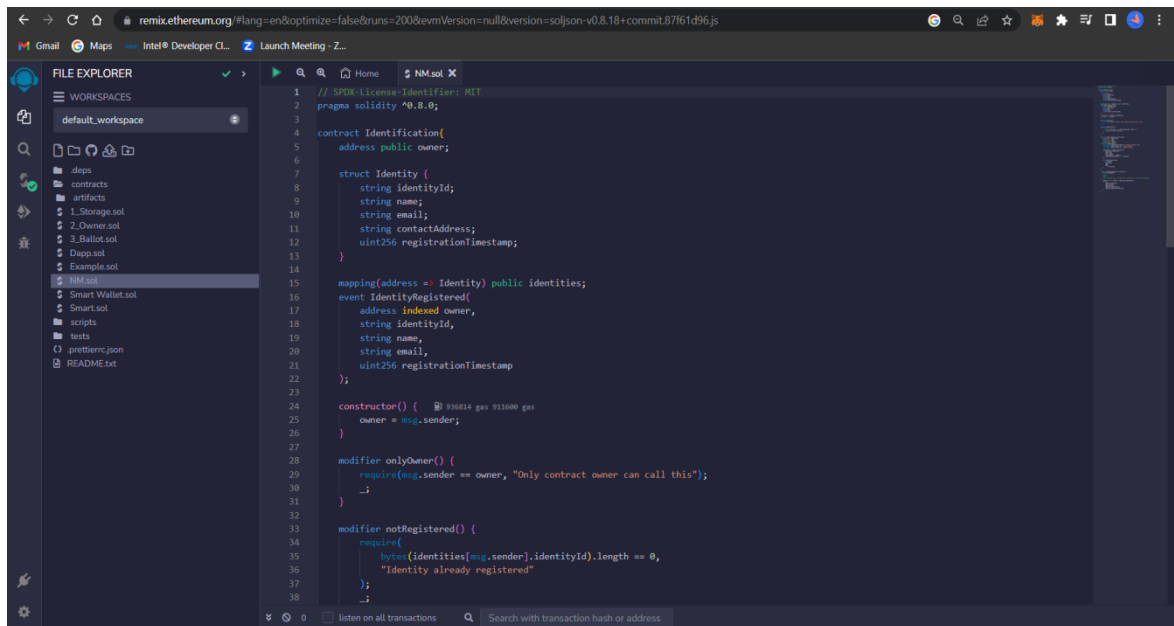 remix.ethereum.org/#lang=en&optimize=false&runs=200&evmVersion=null&version=soljson-v0.8.18+commit.87f61d96.js
Gmail Maps Intel® Developer Cl... Launch Meeting - Z...
FILE EXPLORER
WORKSPACES
default_workspace
.deps
contracts
artifacts
1_Storage.sol
2_Owner.sol
3_Ballot.sol
Dapp.sol
Example.sol
NM.sol
Smart Wallet.sol
Smart.sol
scripts
tests
.prettierrc.json
README.txt
Home NM.sol
1 // SPDX-License-Identifier: MIT
2 pragma solidity ^0.8.0;
3
4 contract Identification{
5 address public owner;
6
7 struct Identity {
8 string identityId;
9 string name;
10 string email;
11 string contactAddress;
12 uint256 registrationTimestamp;
13 }
14
15 mapping(address => Identity) public identities;
16 event IdentityRegistered(
17 address indexed owner,
18 string identityId,
19 string name,
20 string email,
21 uint256 registrationTimestamp
22 );
23
24 constructor() { 936814 gas 911600 gas
25 owner = msg.sender;
26 }
27
28 modifier onlyOwner() {
29 require(msg.sender == owner, "Only contract owner can call this");
30 _;
31 }
32
33 modifier notRegistered() {
34 require(
35 bytes(identities[msg.sender].identityId).length == 0,
36 "Identity already registered"
37 );
38 _;
0 listen on all transactions Search with transaction hash or address